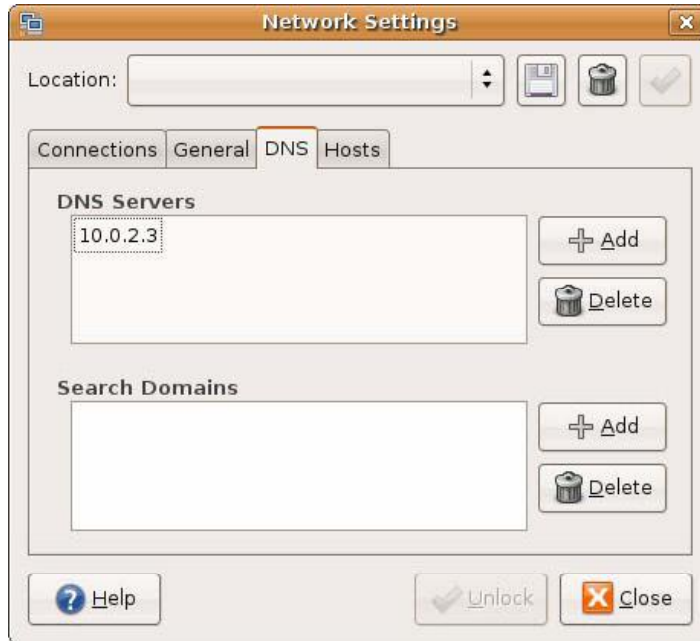 Network Settings
Location:
Connections General DNS Hosts
DNS Servers
10.0.2.3
Add
Delete
Search Domains
Add
Delete
Help Unlock Close